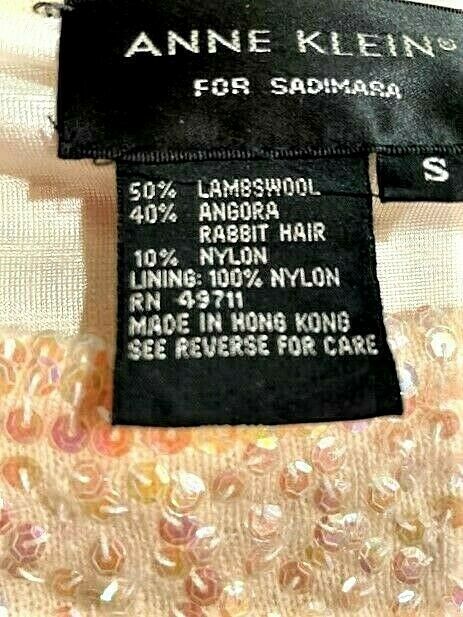 ANNE KLEIN®
FOR SADIMARA
S
50% LAMBSWOOL
40% ANGORA
RABBIT HAIR
10% NYLON
LINING: 100% NYLON
RN 49711
MADE IN HONG KONG
SEE REVERSE FOR CARE